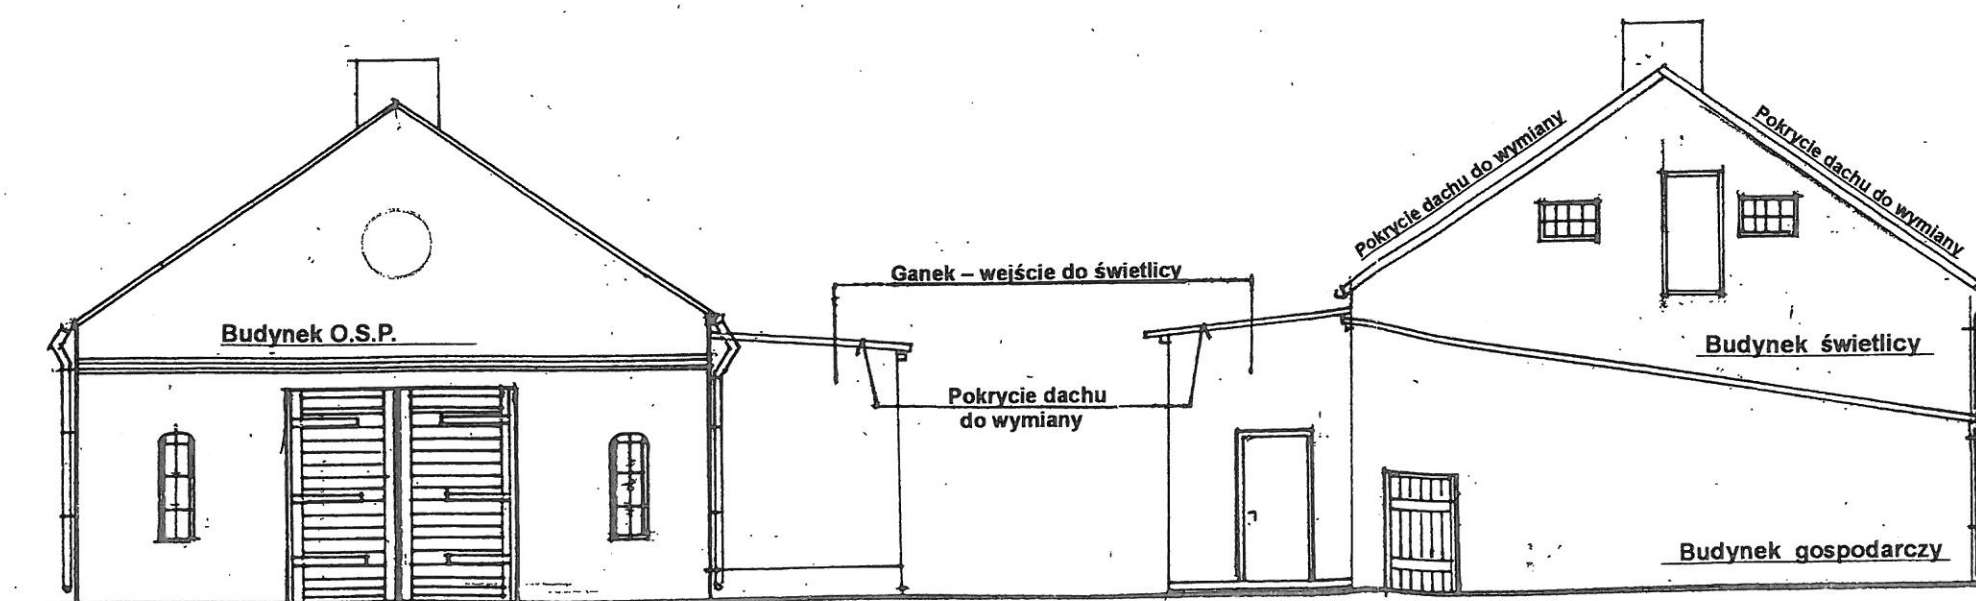 Pokrycie dachu do wymiany
Pokrycie dachu do wymiany
Ganek – wejście do świetlicy
Budynek O.S.P.
Budynek świetlicy
Pokrycie dachu
do wymiany
Budynek gospodarczy